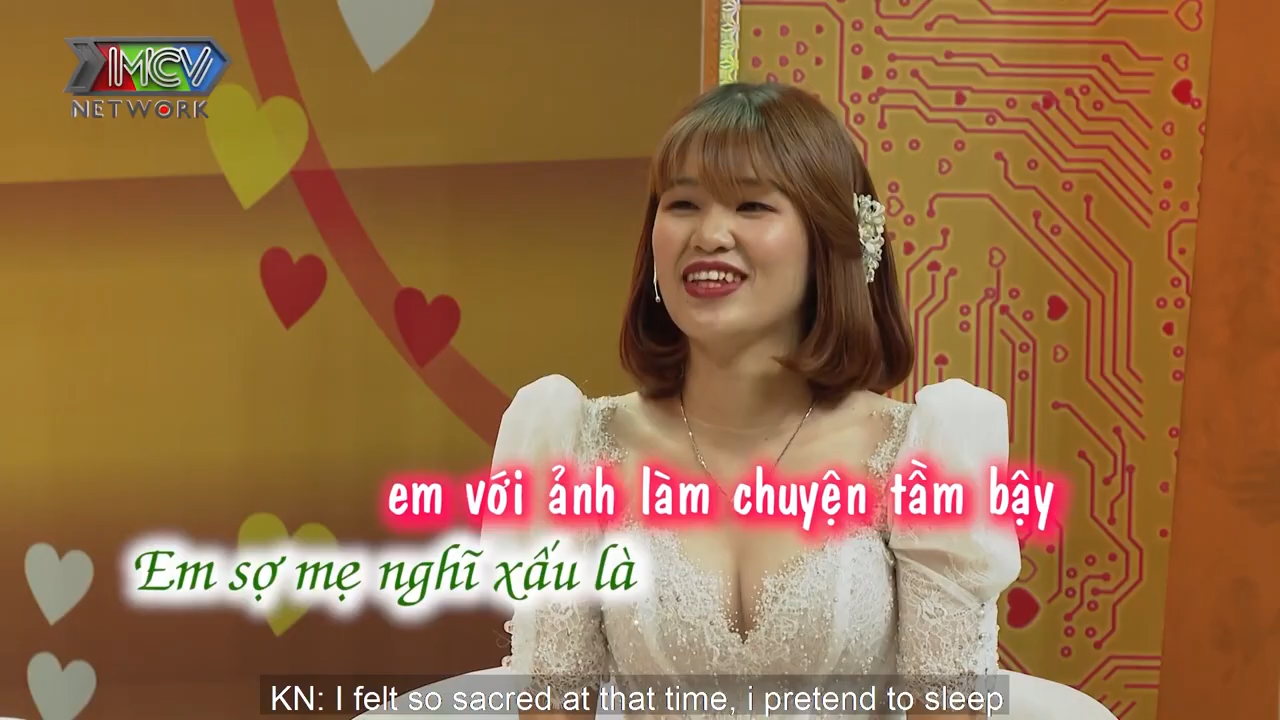 MCV
NETWORK
em với ảnh làm chuyện tầm bậy
Em sợ mẹ nghĩ xấu là
KN: I felt so sacred at that time, i pretend to sleep